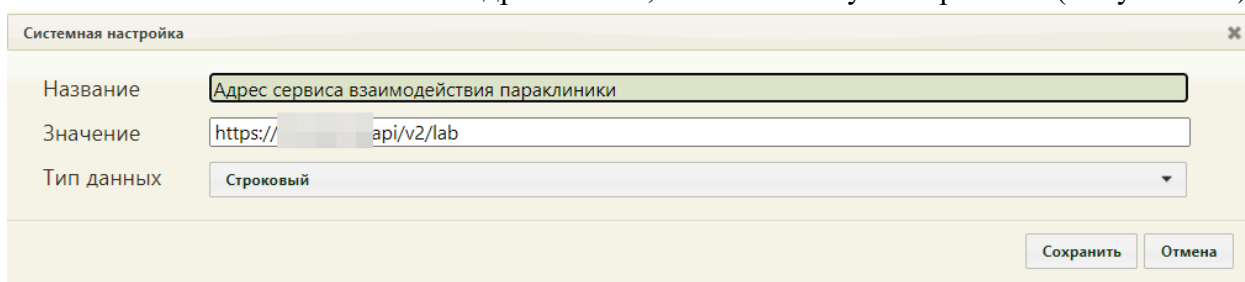 Системная настройка
Название Адрес сервиса взаимодействия параклиники
Значение https:// api/v2/lab
Тип данных Строковый
Сохранить Отмена